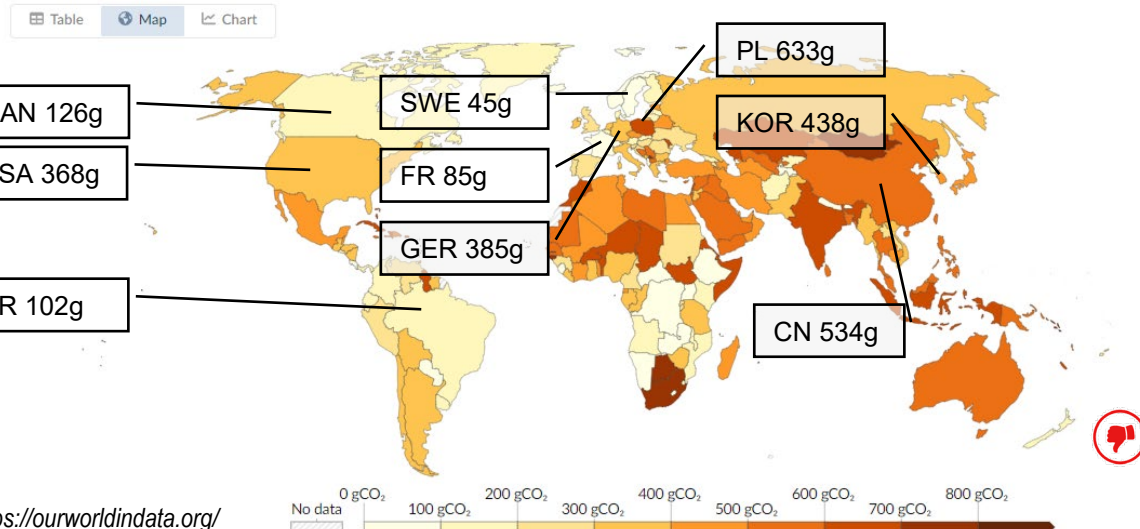 Table Map Chart
PL 633g
AN 126g
SWE 45g
KOR 438g
SA 368g
FR 85g
GER 385g
R 102g
CN 534g
0 gCO₂ 200 gCO₂ 400 gCO₂ 600 gCO₂ 800 gCO₂
No data 100 gCO₂ 300 gCO₂ 500 gCO₂ 700 gCO₂
ps://ourworldindata.org/